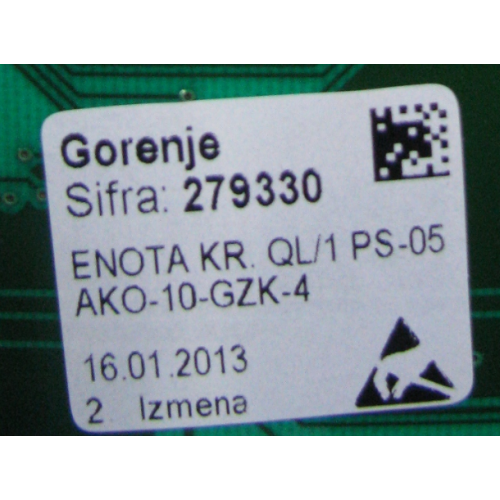 Gorenje
Sifra: 279330
ENOTA KR. QL/1 PS-05
AKO-10-GZK-4
16.01.2013
2. Izmena